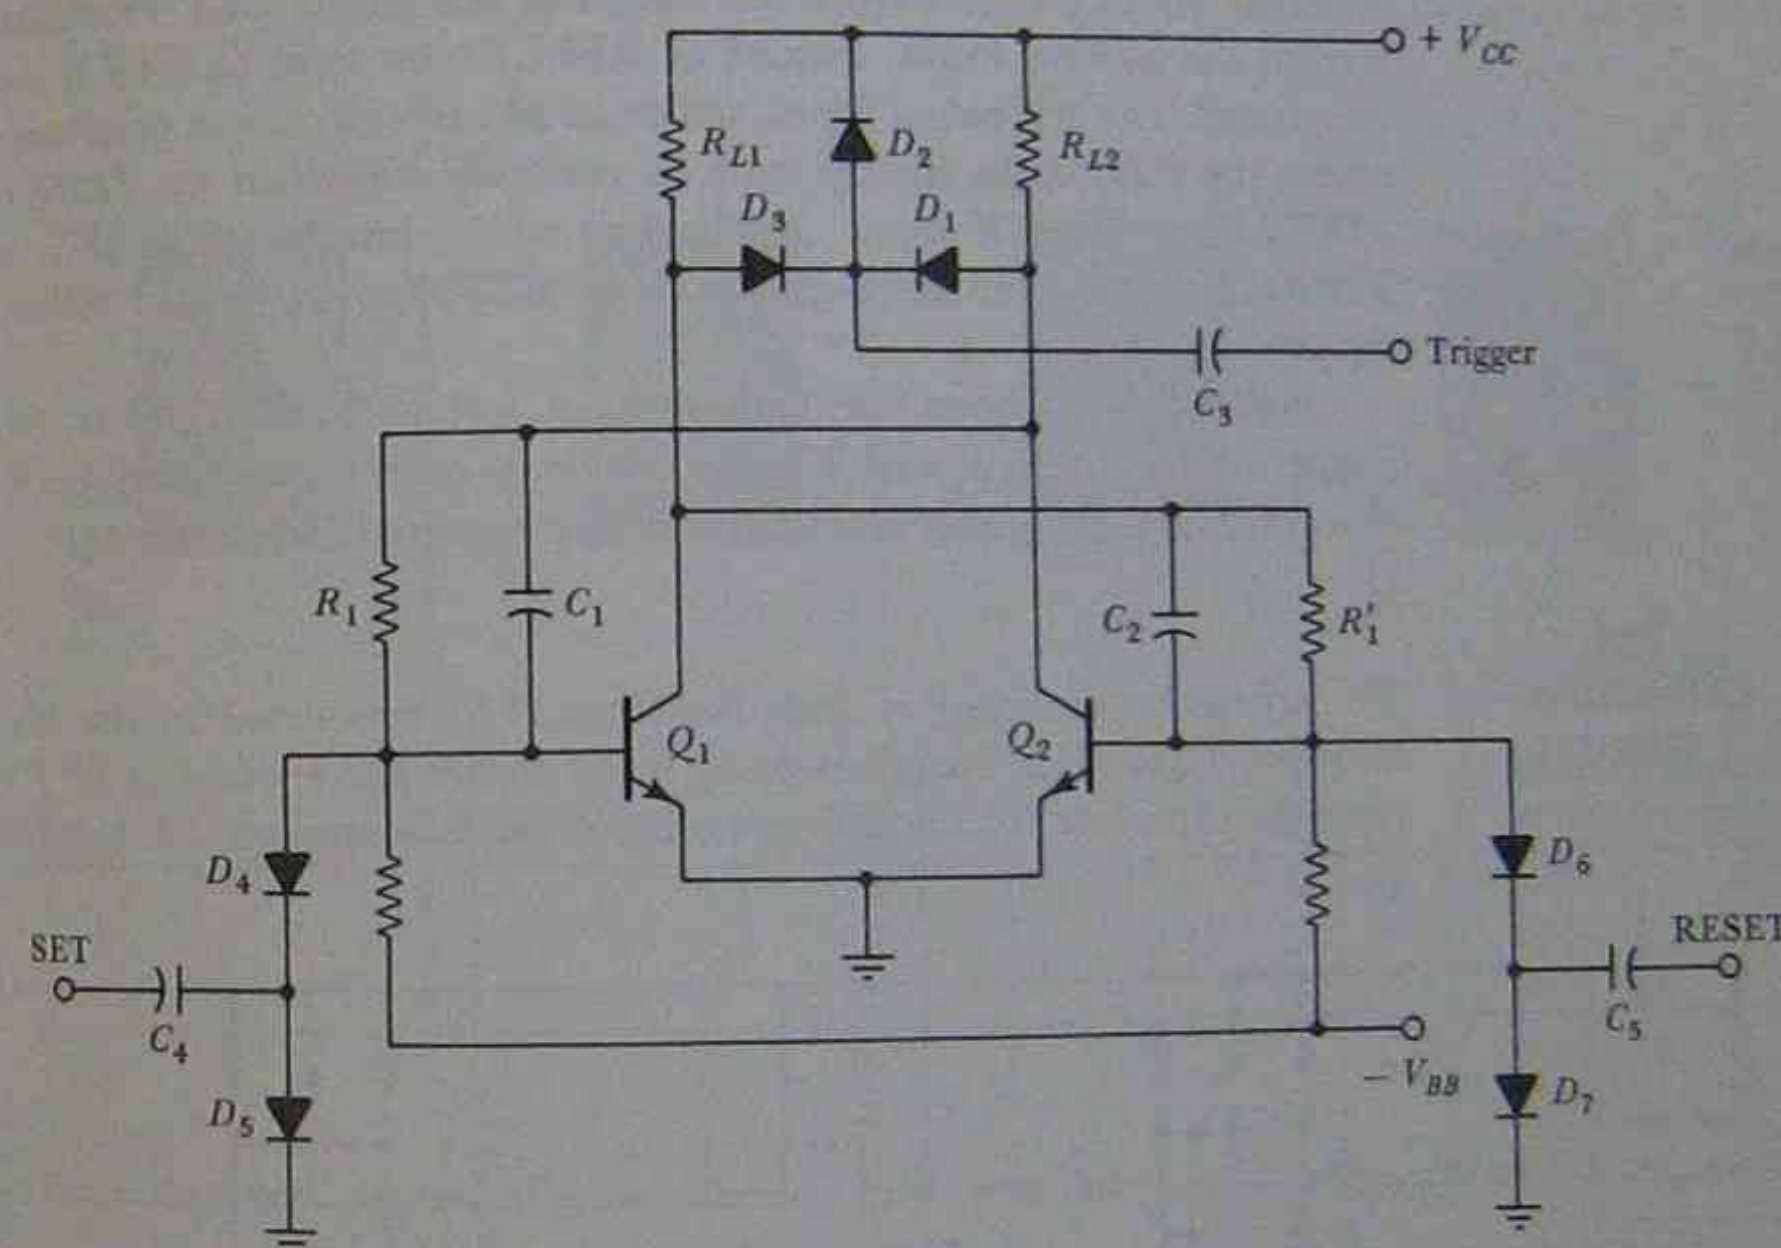 + V_CC
R_L1
D_2
R_L2
D_3
D_1
Trigger
C_3
R_1
C_1
C_2
R'_1
Q_1
Q_2
D_4
D_6
SET
RESET
C_4
C_5
D_5
− V_BB
D_7